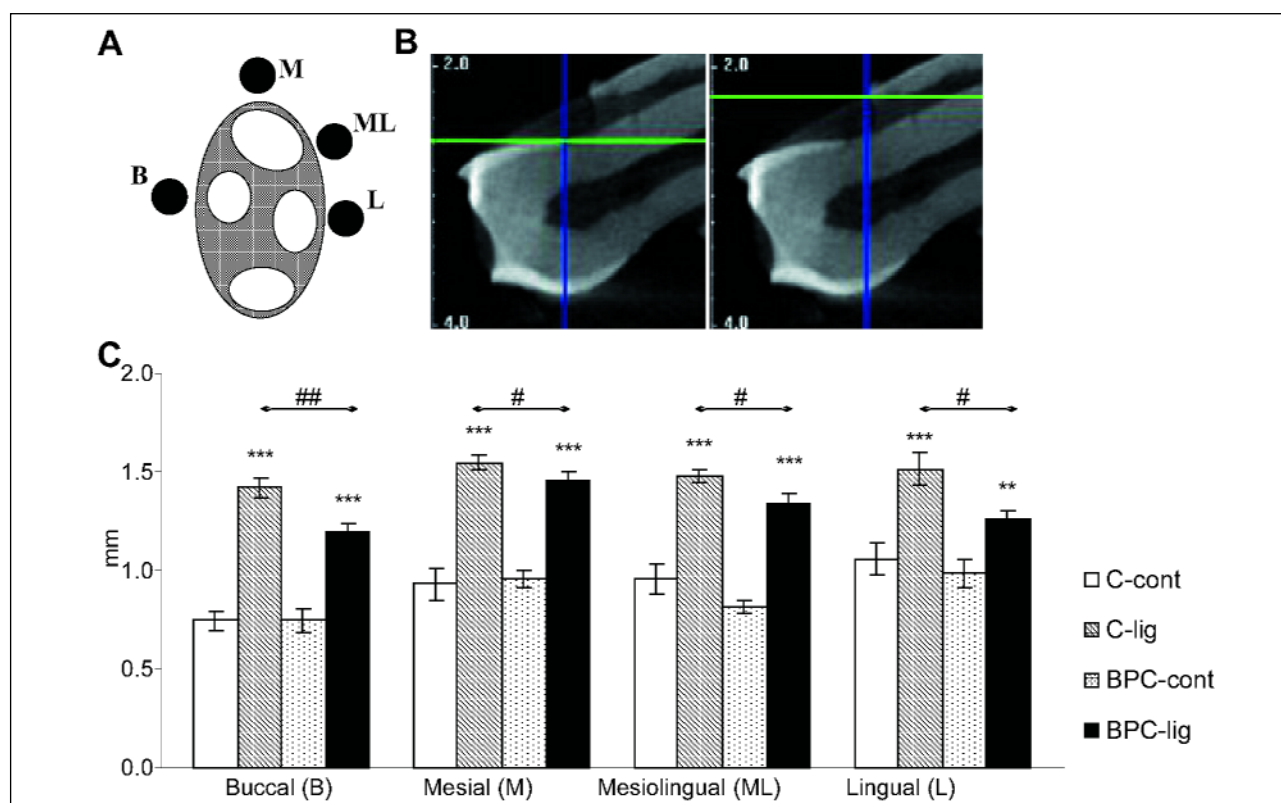 A
M
ML
B
L
B
2.0
4.0
2.0
4.0
C
2.0
1.5
1.0
0.5
0.0
mm
## # # #
*** *** *** *** *** *** *** **
Buccal (B) Mesial (M) Mesiolingual (ML) Lingual (L)
C-cont
C-lig
BPC-cont
BPC-lig